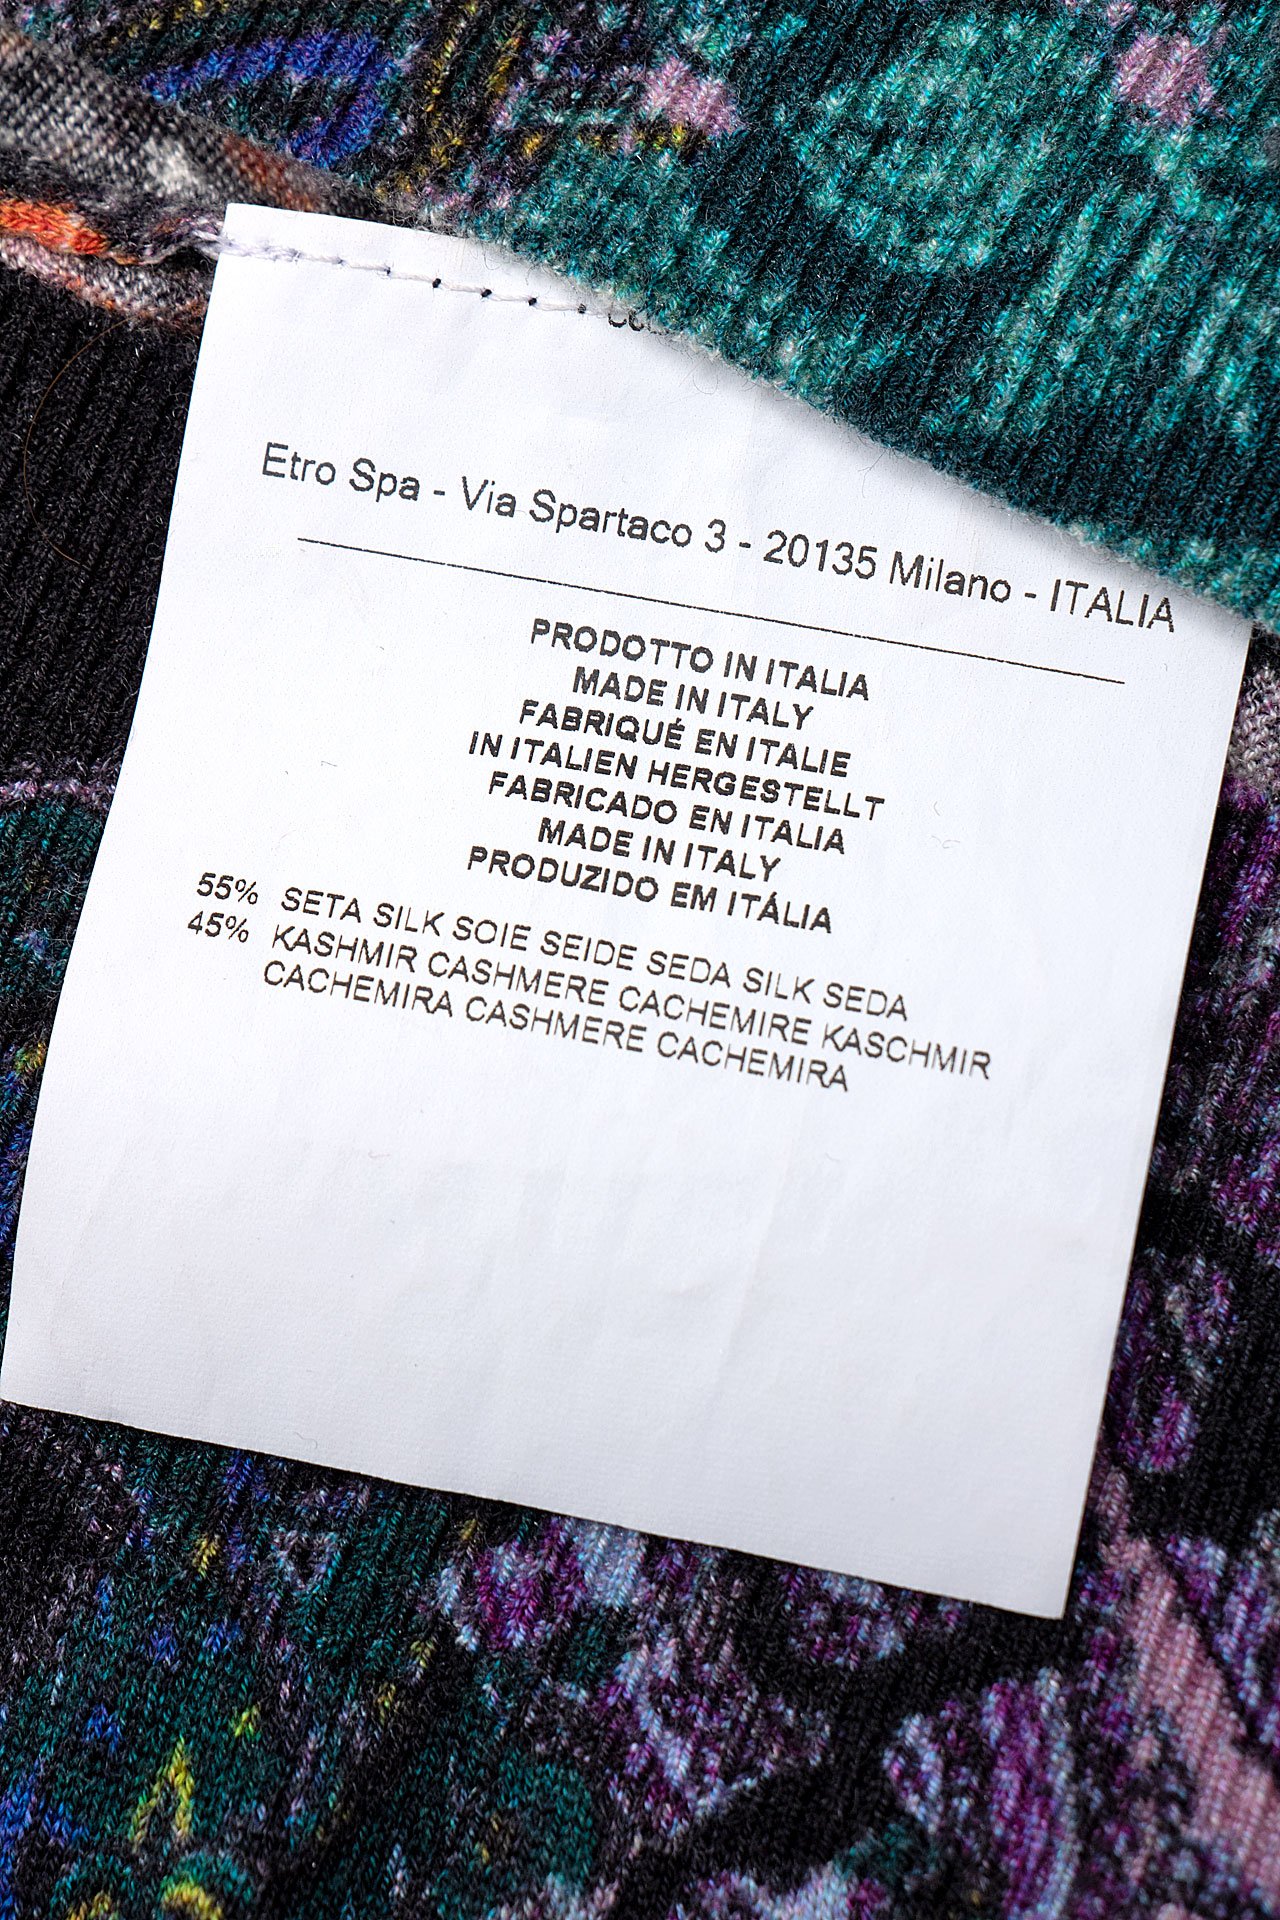 Etro Spa - Via Spartaco 3 - 20135 Milano - ITALIA
PRODOTTO IN ITALIA
MADE IN ITALY
FABRIQUÉ EN ITALIE
IN ITALIEN HERGESTELLT
FABRICADO EN ITALIA
MADE IN ITALY
PRODUZIDO EM ITÁLIA
55% SETA SILK SOIE SEIDE SEDA SILK SEDA
45% KASHMIR CASHMERE CACHEMIRE KASCHMIR
CACHEMIRA CASHMERE CACHEMIRA